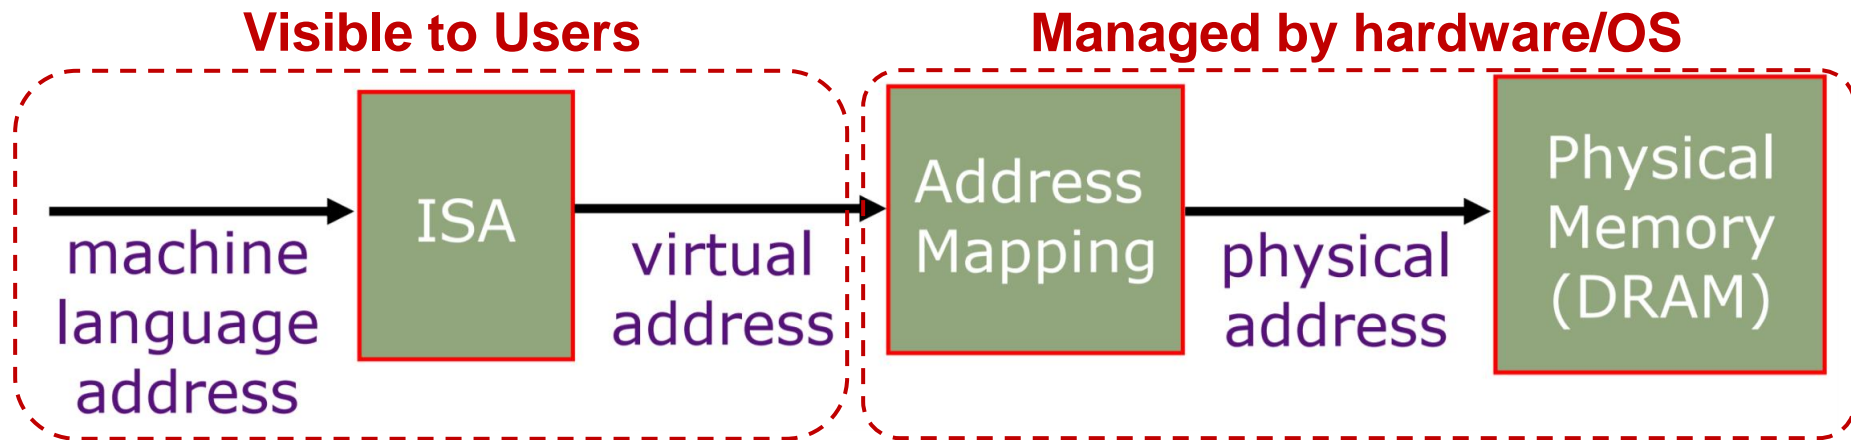 Visible to Users
Managed by hardware/OS
machine
language
address
ISA
virtual
address
Address
Mapping
physical
address
Physical
Memory
(DRAM)